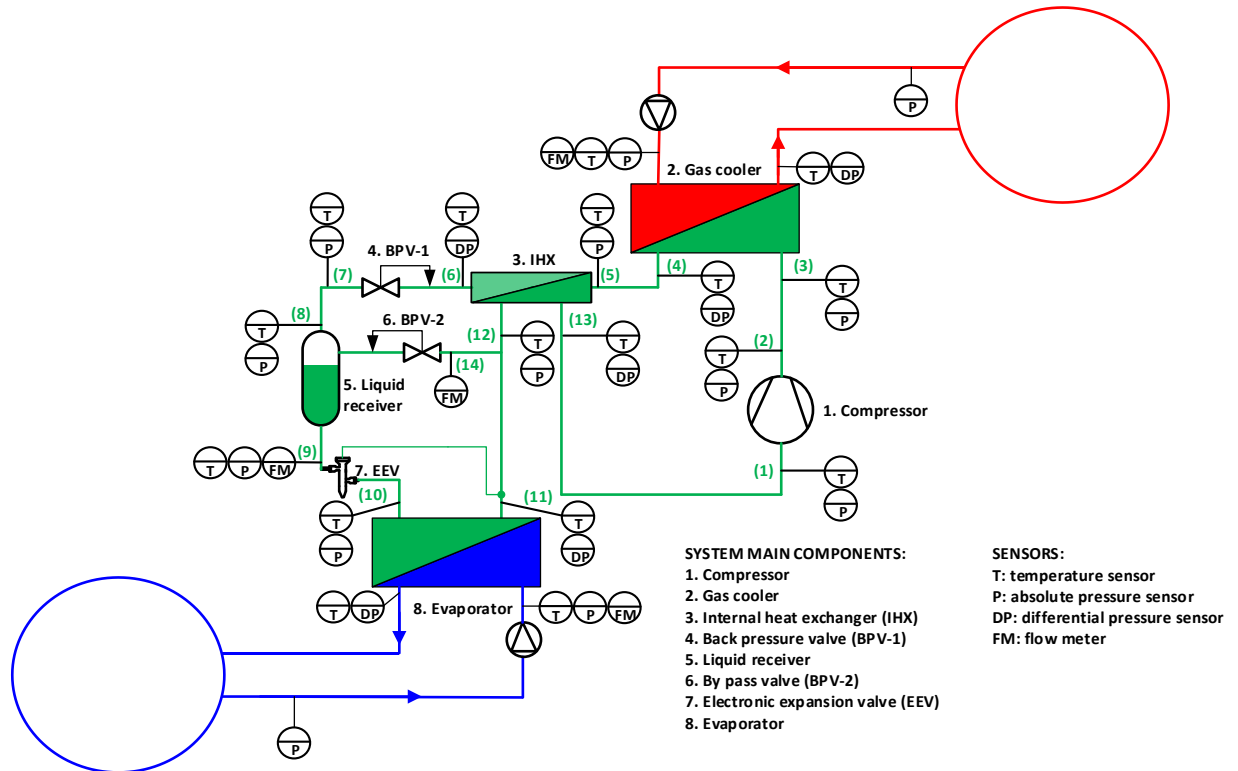 P
FM T P
2. Gas cooler
T DP
T
P
T
DP
4. BPV-1
T
P
3. IHX
(7)
(6)
(5)
(4)
(3)
T
DP
T
P
(8)
T
P
6. BPV-2
(12)
(13)
T
P
T
DP
(2)
T
P
(14)
FM
5. Liquid
receiver
1. Compressor
(9)
T P FM
7. EEV
(10)
(11)
(1)
T
P
T
P
T
DP
SYSTEM MAIN COMPONENTS:
1. Compressor
2. Gas cooler
3. Internal heat exchanger (IHX)
4. Back pressure valve (BPV-1)
5. Liquid receiver
6. By pass valve (BPV-2)
7. Electronic expansion valve (EEV)
8. Evaporator
SENSORS:
T: temperature sensor
P: absolute pressure sensor
DP: differential pressure sensor
FM: flow meter
T DP
8. Evaporator
T P FM
P